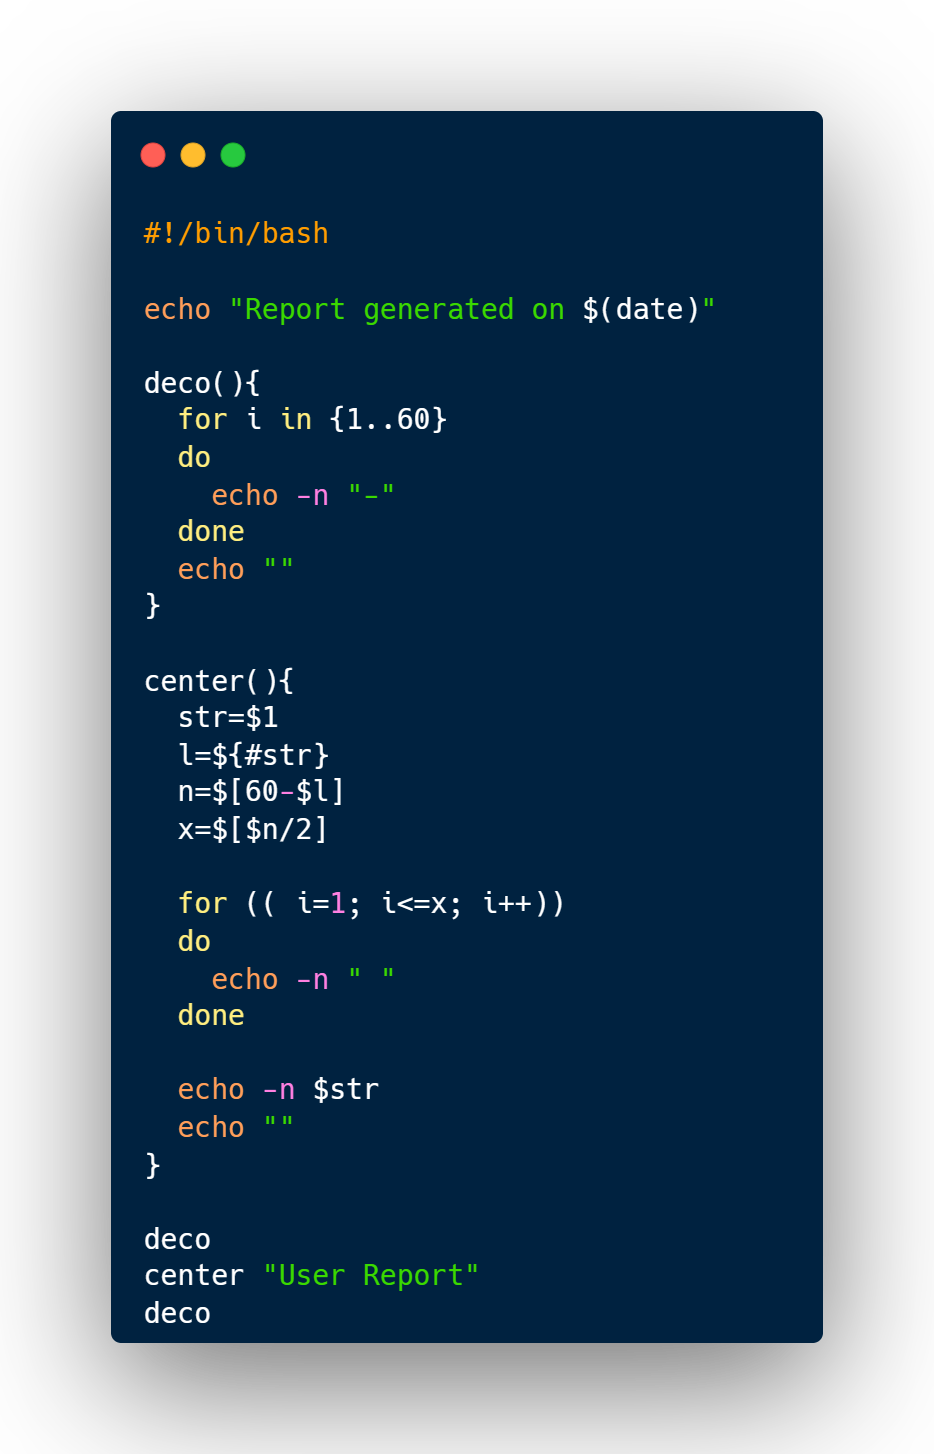 #!/bin/bash

echo "Report generated on $(date)"

deco(){
  for i in {1..60}
  do
    echo -n "-"
  done
  echo ""
}

center(){
  str=$1
  l=${#str}
  n=$[60-$l]
  x=$[$n/2]

  for (( i=1; i<=x; i++))
  do
    echo -n " "
  done

  echo -n $str
  echo ""
}

deco
center "User Report"
deco